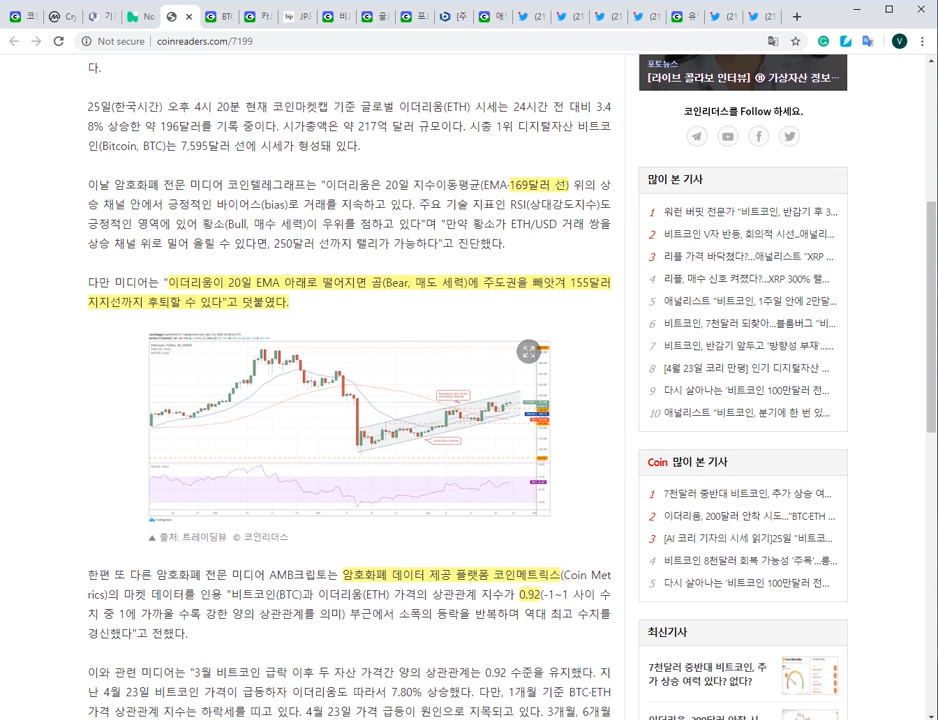 코
Cry
기
No
BTC
카
JP
비
골
포
[주
애
(21
(21
(21
(21
유
(21
(21
Not secure
coinreaders.com/7199
V
다.
25일(한국시간) 오후 4시 20분 현재 코인마켓캡 기준 글로벌 이더리움(ETH) 시세는 24시간 전 대비 3.4
8% 상승한 약 196달러를 기록 중이다. 시가총액은 약 217억 달러 규모이다. 시총 1위 디지털자산 비트코
인(Bitcoin, BTC)는 7,595달러 선에 시세가 형성돼 있다.
이날 암호화폐 전문 미디어 코인텔레그래프는 "이더리움은 20일 지수이동평균(EMA·169달러 선) 위의 상
승 채널 안에서 긍정적인 바이어스(bias)로 거래를 지속하고 있다. 주요 기술 지표인 RSI(상대강도지수)도
긍정적인 영역에 있어 황소(Bull, 매수 세력)이 우위를 점하고 있다"며 "만약 황소가 ETH/USD 거래 쌍을
상승 채널 위로 밀어 올릴 수 있다면, 250달러 선까지 랠리가 가능하다"고 진단했다.
다만 미디어는 "이더리움이 20일 EMA 아래로 떨어지면 곰(Bear, 매도 세력)에 주도권을 빼앗겨 155달러
지지선까지 후퇴할 수 있다"고 덧붙였다.
▲ 출처: 트레이딩뷰 © 코인리더스
한편 또 다른 암호화폐 전문 미디어 AMB크립토는 암호화폐 데이터 제공 플랫폼 코인메트릭스(Coin Met
rics)의 마켓 데이터를 인용 "비트코인(BTC)과 이더리움(ETH) 가격의 상관관계 지수가 0.92(-1~1 사이 수
치 중 1에 가까울 수록 강한 양의 상관관계를 의미) 부근에서 소폭의 등락을 반복하며 역대 최고 수치를
경신했다"고 전했다.
이와 관련 미디어는 "3월 비트코인 급락 이후 두 자산 가격간 양의 상관관계는 0.92 수준을 유지했다. 지
난 4월 23일 비트코인 가격이 급등하자 이더리움도 따라서 7.80% 상승했다. 다만, 1개월 기준 BTC-ETH
가격 상관관계 지수는 하락세를 띠고 있다. 4월 23일 가격 급등이 원인으로 지목되고 있다. 3개월, 6개월
포토뉴스
[라이브 콜라보 인터뷰] ⑲ 가상자산 정보…
코인리더스를 Follow 하세요.
많이 본 기사
1 워런 버핏 전문가 "비트코인, 반감기 후 3...
2 비트코인 V자 반등, 회의적 시선..애널리...
3 리플 가격 바닥쳤다?...애널리스트 "XRP ...
4 리플, 매수 신호 켜졌다?...XRP 300% 랠...
5 애널리스트 "비트코인, 1주일 안에 2만달...
6 비트코인, 7천달러 되찾아...블룸버그 "비...
7 비트코인, 반감기 앞두고 '방향성 부재'......
8 [4월 23일 코리 만평] 인기 디지털자산 ...
9 다시 살아나는 '비트코인 100만달러 전...
10 애널리스트 "비트코인, 분기에 한 번 있...
Coin 많이 본 기사
1 7천달러 중반대 비트코인, 추가 상승 여...
2 이더리움, 200달러 안착 시도..."BTC-ETH ...
3 [AI 코리 기자의 시세 읽기]25일 "비트코...
4 비트코인 8천달러 회복 가능성 '주목'...롱...
5 다시 살아나는 '비트코인 100만달러 전...
최신기사
7천달러 중반대 비트코인, 추
가 상승 여력 있다? 없다?
이더리움, 200달러 안착 시